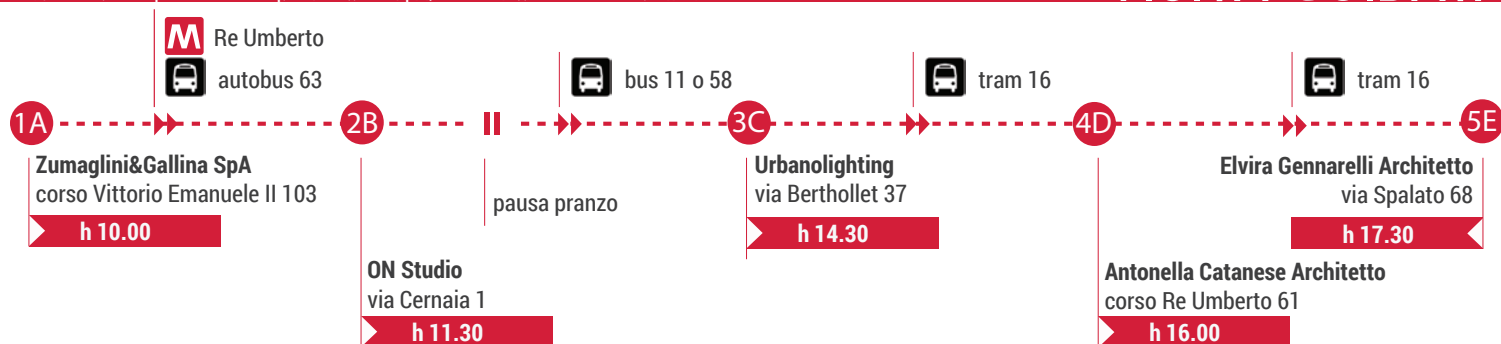 M Re Umberto
autobus 63
bus 11 o 58
tram 16
tram 16
1A
2B
3C
4D
5E
Zumaglini&Gallina SpA
corso Vittorio Emanuele II 103
h 10.00
ON Studio
via Cernaia 1
h 11.30
pausa pranzo
Urbanolighting
via Berthollet 37
h 14.30
Antonella Catanese Architetto
corso Re Umberto 61
h 16.00
Elvira Gennarelli Architetto
via Spalato 68
h 17.30